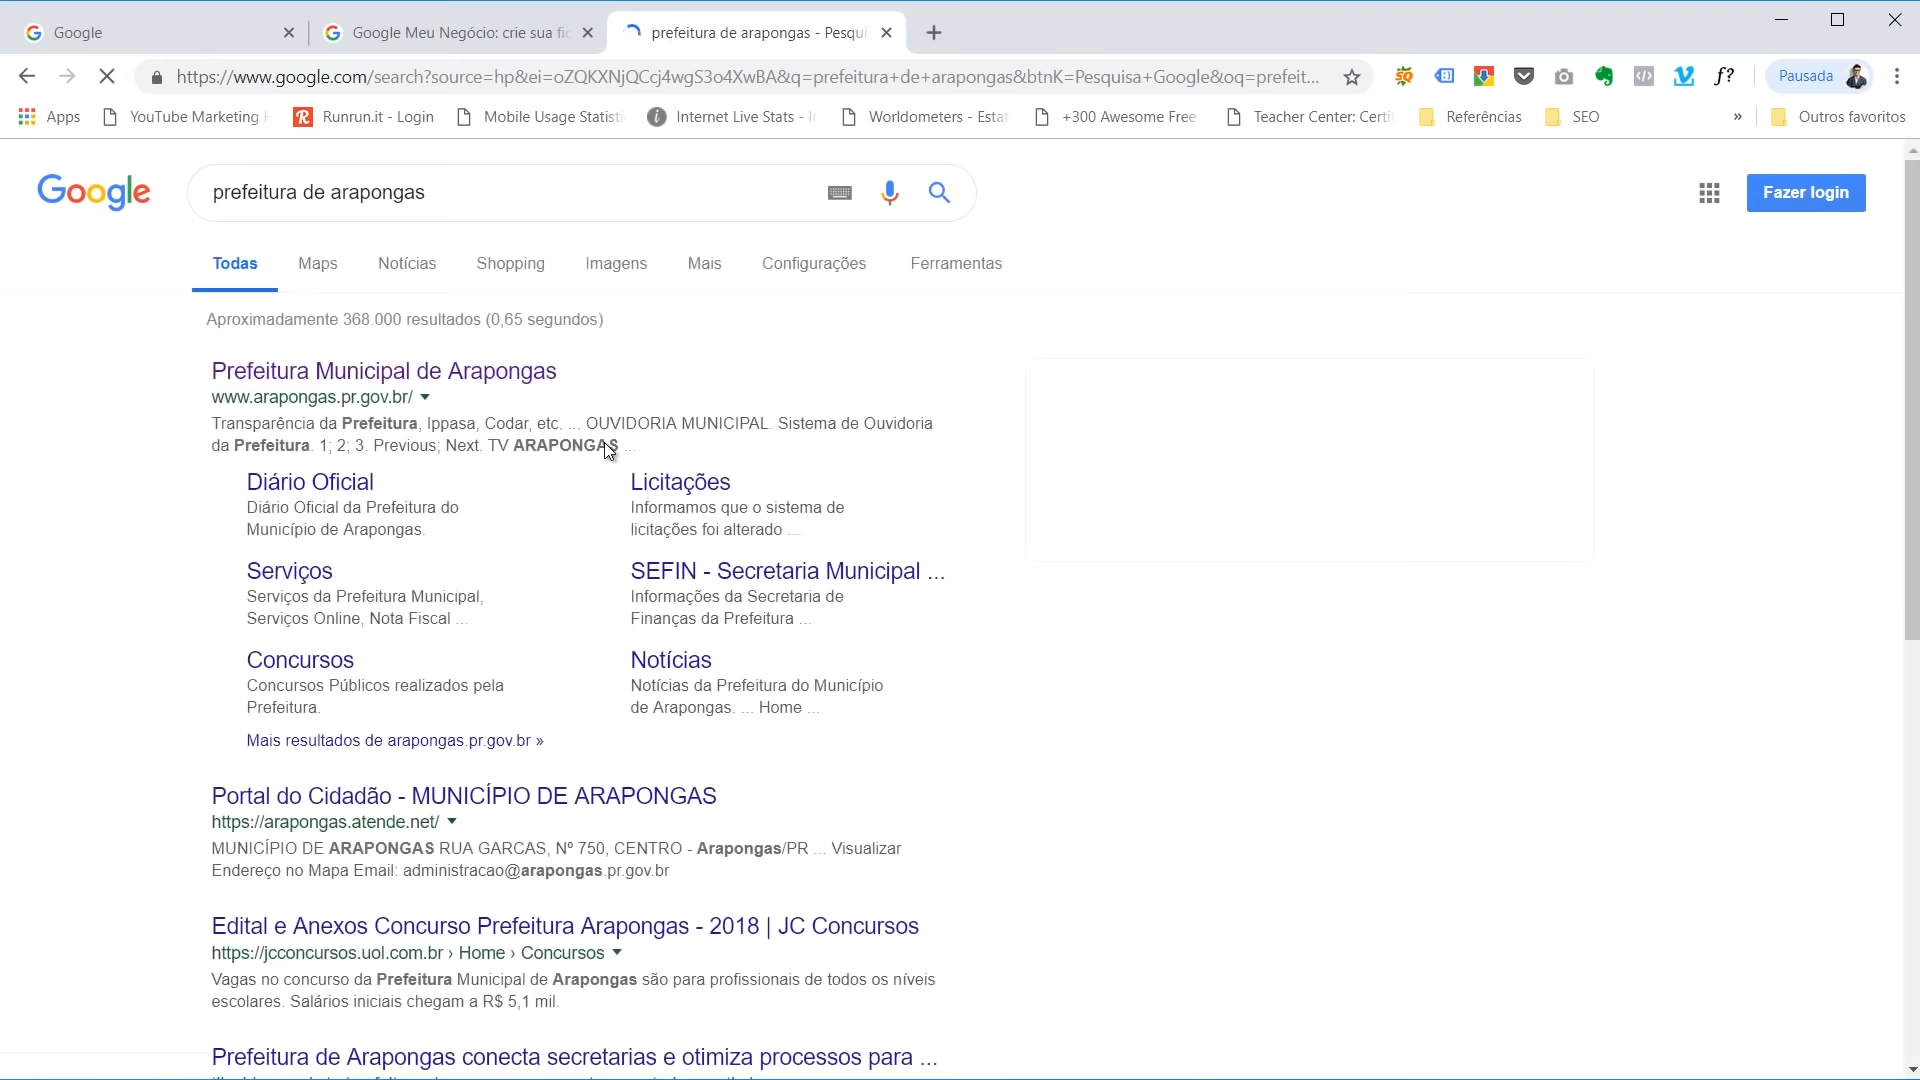 Google
Google Meu Negócio: crie sua fic
prefeitura de arapongas - Pesqui
https://www.google.com/search?source=hp&ei=oZQKXNjQCcj4wgS3o4XwBA&q=prefeitura+de+arapongas&btnK=Pesquisa+Google&oq=prefeit...
Pausada
Apps
YouTube Marketing
Runrun.it - Login
Mobile Usage Statisti
Internet Live Stats - I
Worldometers - Estat
+300 Awesome Free
Teacher Center: Certi
Referências
SEO
»
Outros favoritos
Google
prefeitura de arapongas
Fazer login
Todas
Maps
Notícias
Shopping
Imagens
Mais
Configurações
Ferramentas
Aproximadamente 368.000 resultados (0,65 segundos)
Prefeitura Municipal de Arapongas
www.arapongas.pr.gov.br/
Transparência da Prefeitura, Ippasa, Codar, etc. ... OUVIDORIA MUNICIPAL. Sistema de Ouvidoria
da Prefeitura. 1; 2; 3. Previous; Next. TV ARAPONGAS ...
Diário Oficial
Diário Oficial da Prefeitura do
Município de Arapongas.
Licitações
Informamos que o sistema de
licitações foi alterado ...
Serviços
Serviços da Prefeitura Municipal,
Serviços Online, Nota Fiscal ...
SEFIN - Secretaria Municipal ...
Informações da Secretaria de
Finanças da Prefeitura ...
Concursos
Concursos Públicos realizados pela
Prefeitura.
Notícias
Notícias da Prefeitura do Município
de Arapongas. ... Home ...
Mais resultados de arapongas.pr.gov.br »
Portal do Cidadão - MUNICÍPIO DE ARAPONGAS
https://arapongas.atende.net/
MUNICÍPIO DE ARAPONGAS RUA GARCAS, Nº 750, CENTRO - Arapongas/PR ... Visualizar
Endereço no Mapa Email: administracao@arapongas.pr.gov.br
Edital e Anexos Concurso Prefeitura Arapongas - 2018 | JC Concursos
https://jcconcursos.uol.com.br › Home › Concursos
Vagas no concurso da Prefeitura Municipal de Arapongas são para profissionais de todos os níveis
escolares. Salários iniciais chegam a R$ 5,1 mil.
Prefeitura de Arapongas conecta secretarias e otimiza processos para ...